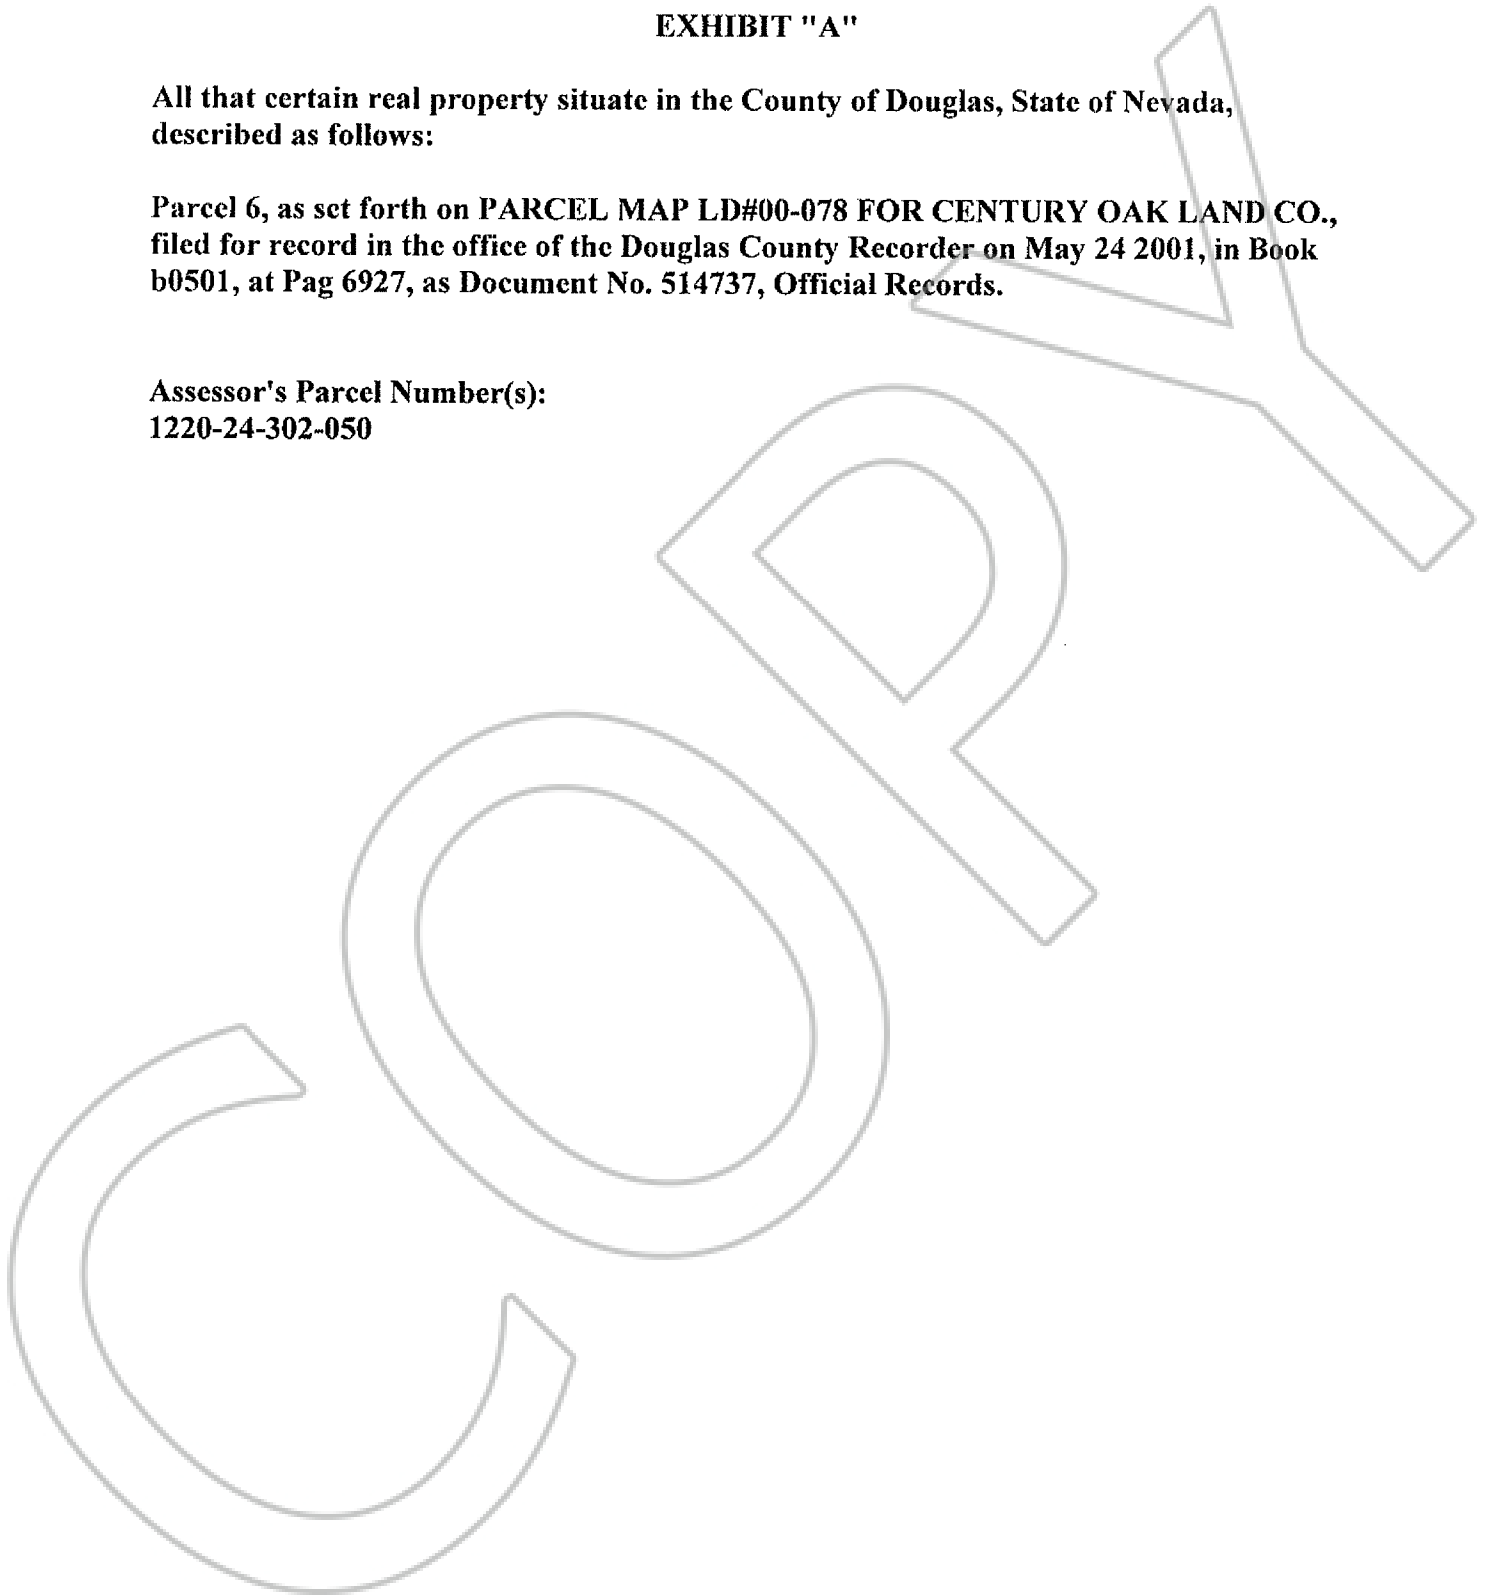 EXHIBIT "A"
All that certain real property situate in the County of Douglas, State of Nevada,
described as follows:
Parcel 6, as set forth on PARCEL MAP LD#00-078 FOR CENTURY OAK LAND CO.,
filed for record in the office of the Douglas County Recorder on May 24 2001, in Book
b0501, at Pag 6927, as Document No. 514737, Official Records.
Assessor's Parcel Number(s):
1220-24-302-050
COPY